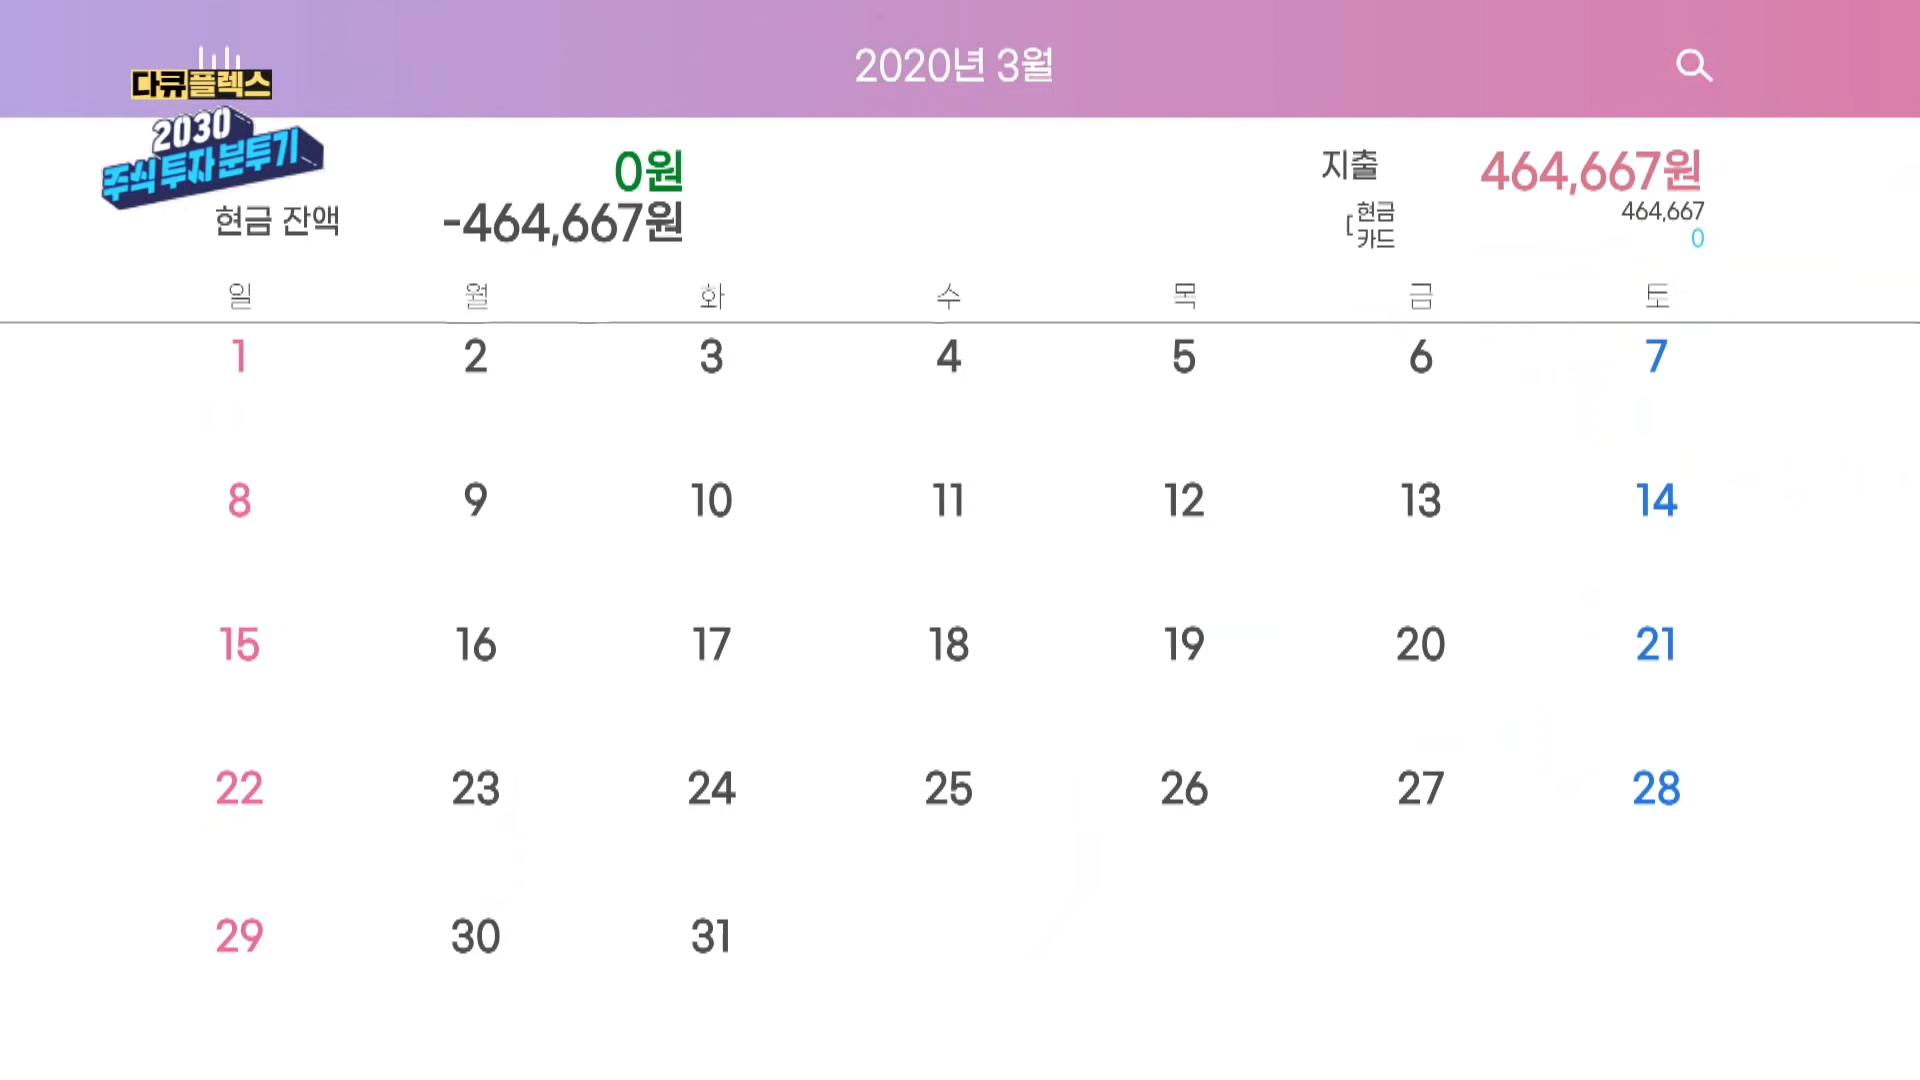 2020년 3월
다큐플렉스
2030
주식 투자 분투기
0원
지출 464,667원
현금 잔액 -464,667원
현금 464,667
카드 0
일 월 화 수 목 금 토
1 2 3 4 5 6 7
8 9 10 11 12 13 14
15 16 17 18 19 20 21
22 23 24 25 26 27 28
29 30 31